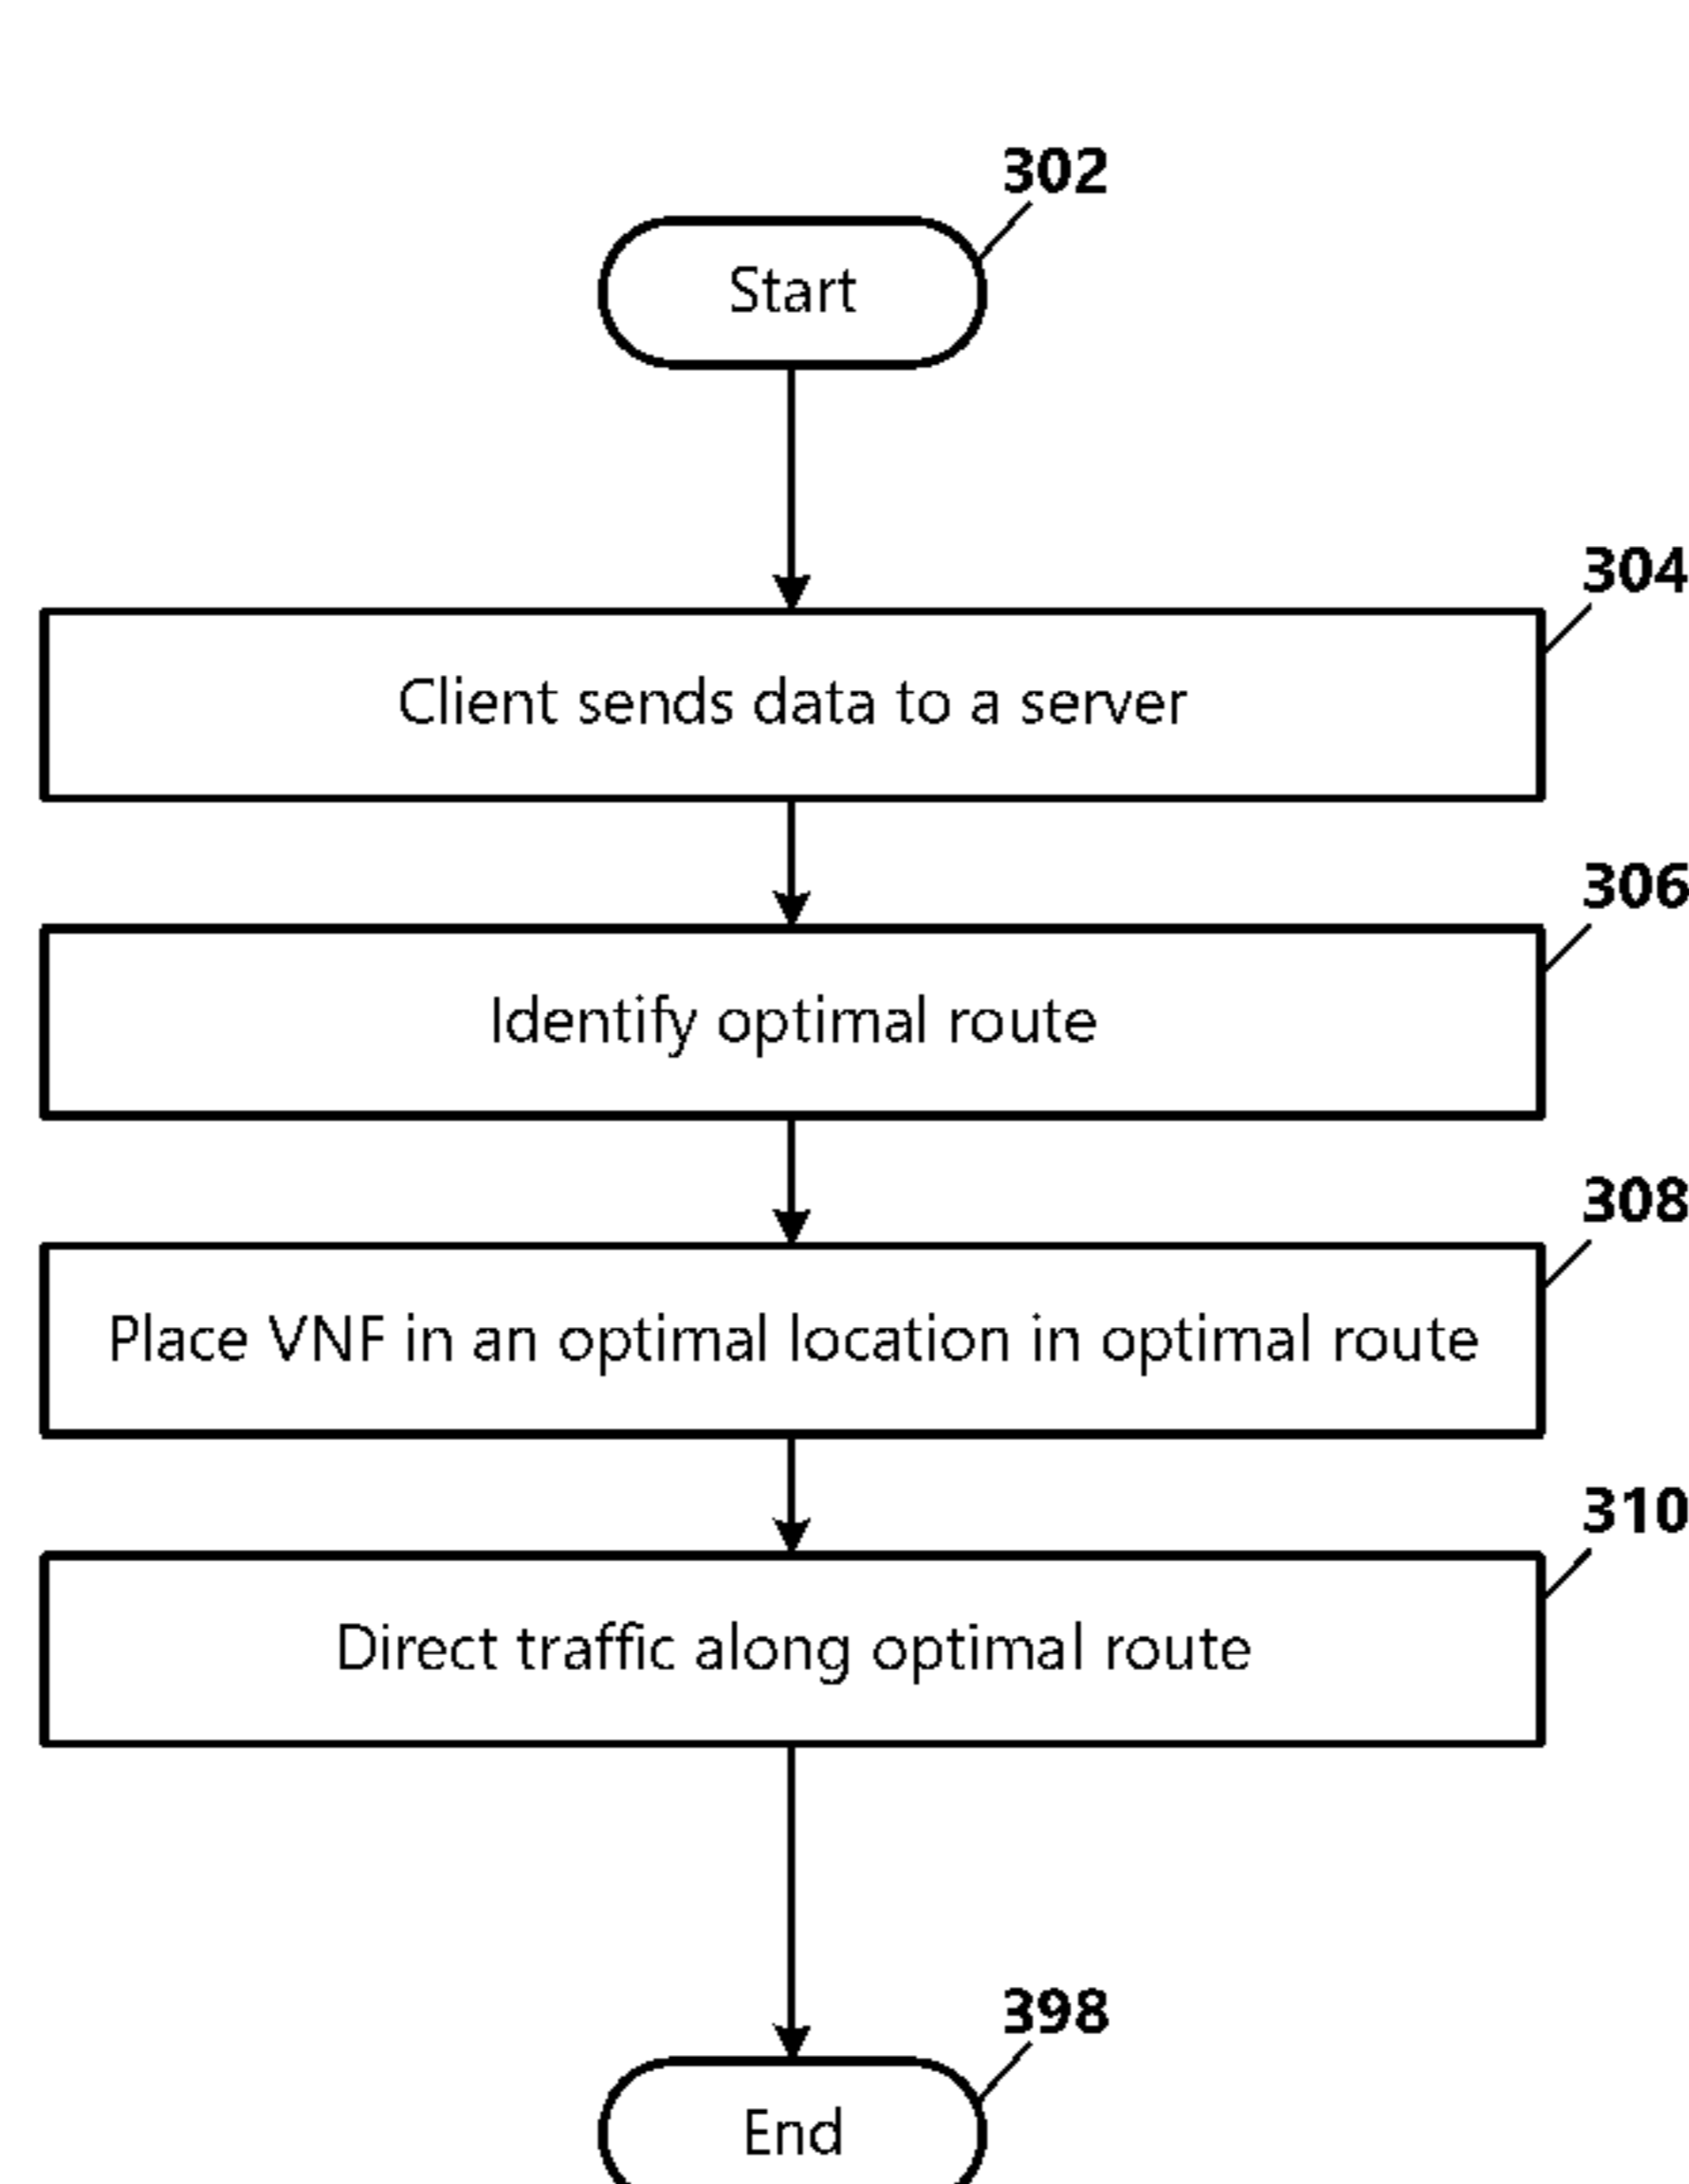 302
Start
304
Client sends data to a server
306
Identify optimal route
308
Place VNF in an optimal location in optimal route
310
Direct traffic along optimal route
398
End